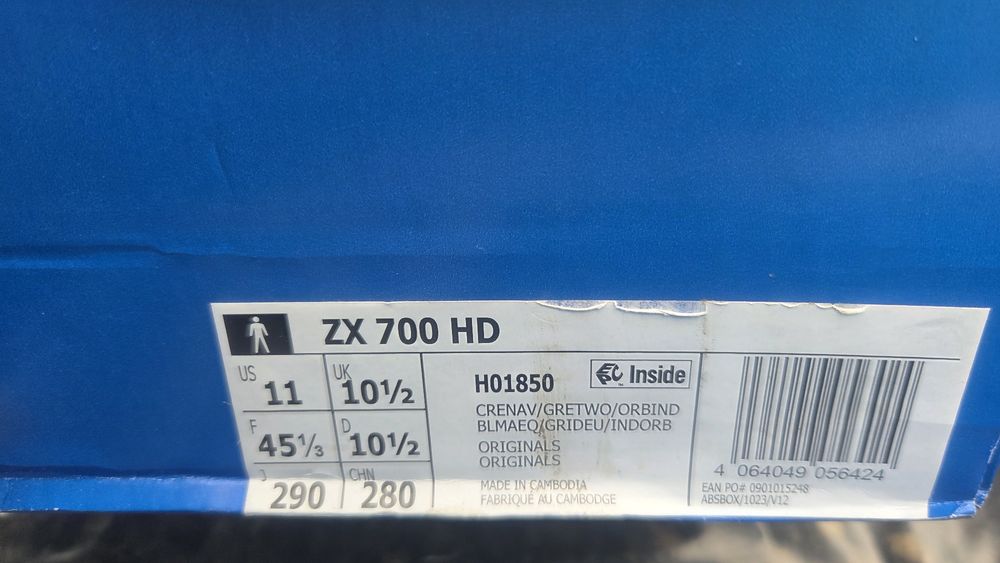 ZX 700 HD
US 11 UK 10½
F 45⅓ D 10½
J 290 CHN 280
H01850
Inside
CRENAV/GRETWO/ORBIND
BLMAEQ/GRIDEU/INDORB
ORIGINALS
ORIGINALS
MADE IN CAMBODIA
FABRIQUÉ AU CAMBODGE
4 064049 056424
EAN PO# 0901015248
ABSBOX/1023/V12